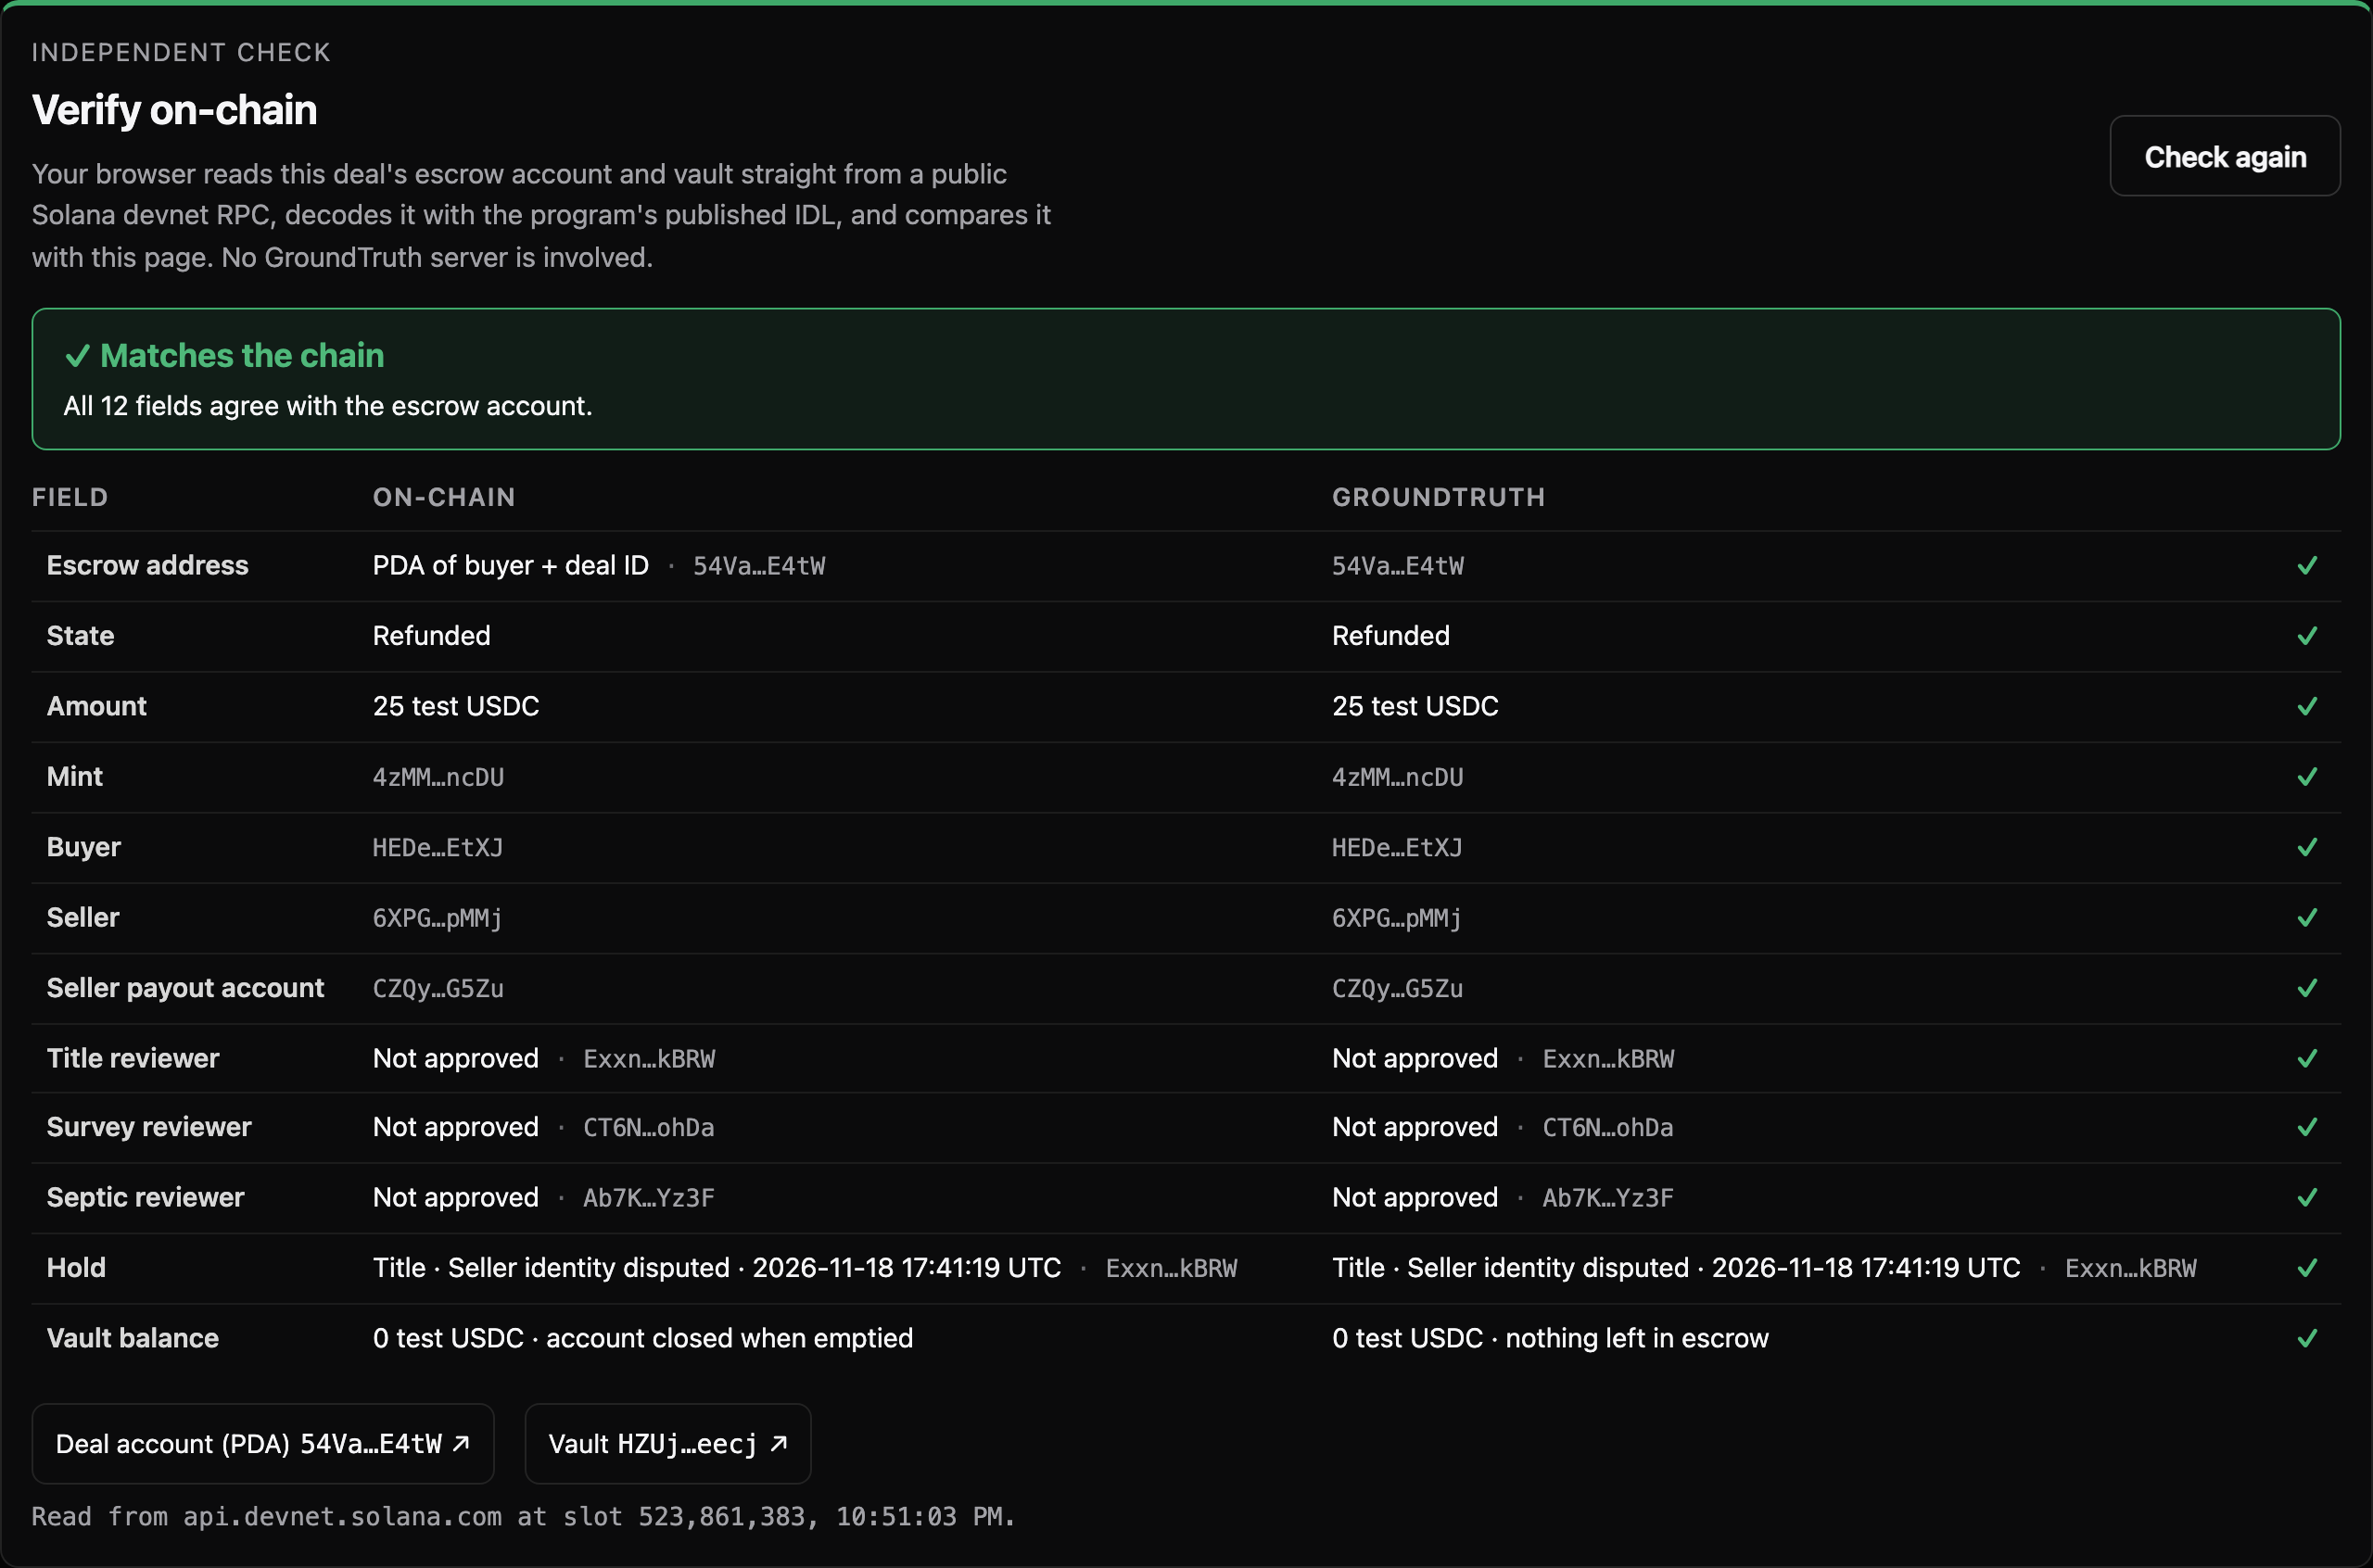 INDEPENDENT CHECK
Verify on-chain
Your browser reads this deal's escrow account and vault straight from a public
Solana devnet RPC, decodes it with the program's published IDL, and compares it
with this page. No GroundTruth server is involved.
Check again
✓ Matches the chain
All 12 fields agree with the escrow account.
FIELD ON-CHAIN GROUNDTRUTH
Escrow address PDA of buyer + deal ID · 54Va…E4tW 54Va…E4tW ✓
State Refunded Refunded ✓
Amount 25 test USDC 25 test USDC ✓
Mint 4zMM…ncDU 4zMM…ncDU ✓
Buyer HEDe…EtXJ HEDe…EtXJ ✓
Seller 6XPG…pMMj 6XPG…pMMj ✓
Seller payout account CZQy…G5Zu CZQy…G5Zu ✓
Title reviewer Not approved · Exxn…kBRW Not approved · Exxn…kBRW ✓
Survey reviewer Not approved · CT6N…ohDa Not approved · CT6N…ohDa ✓
Septic reviewer Not approved · Ab7K…Yz3F Not approved · Ab7K…Yz3F ✓
Hold Title · Seller identity disputed · 2026-11-18 17:41:19 UTC · Exxn…kBRW Title · Seller identity disputed · 2026-11-18 17:41:19 UTC · Exxn…kBRW ✓
Vault balance 0 test USDC · account closed when emptied 0 test USDC · nothing left in escrow ✓
Deal account (PDA) 54Va…E4tW ↗ Vault HZUj…eecj ↗
Read from api.devnet.solana.com at slot 523,861,383, 10:51:03 PM.